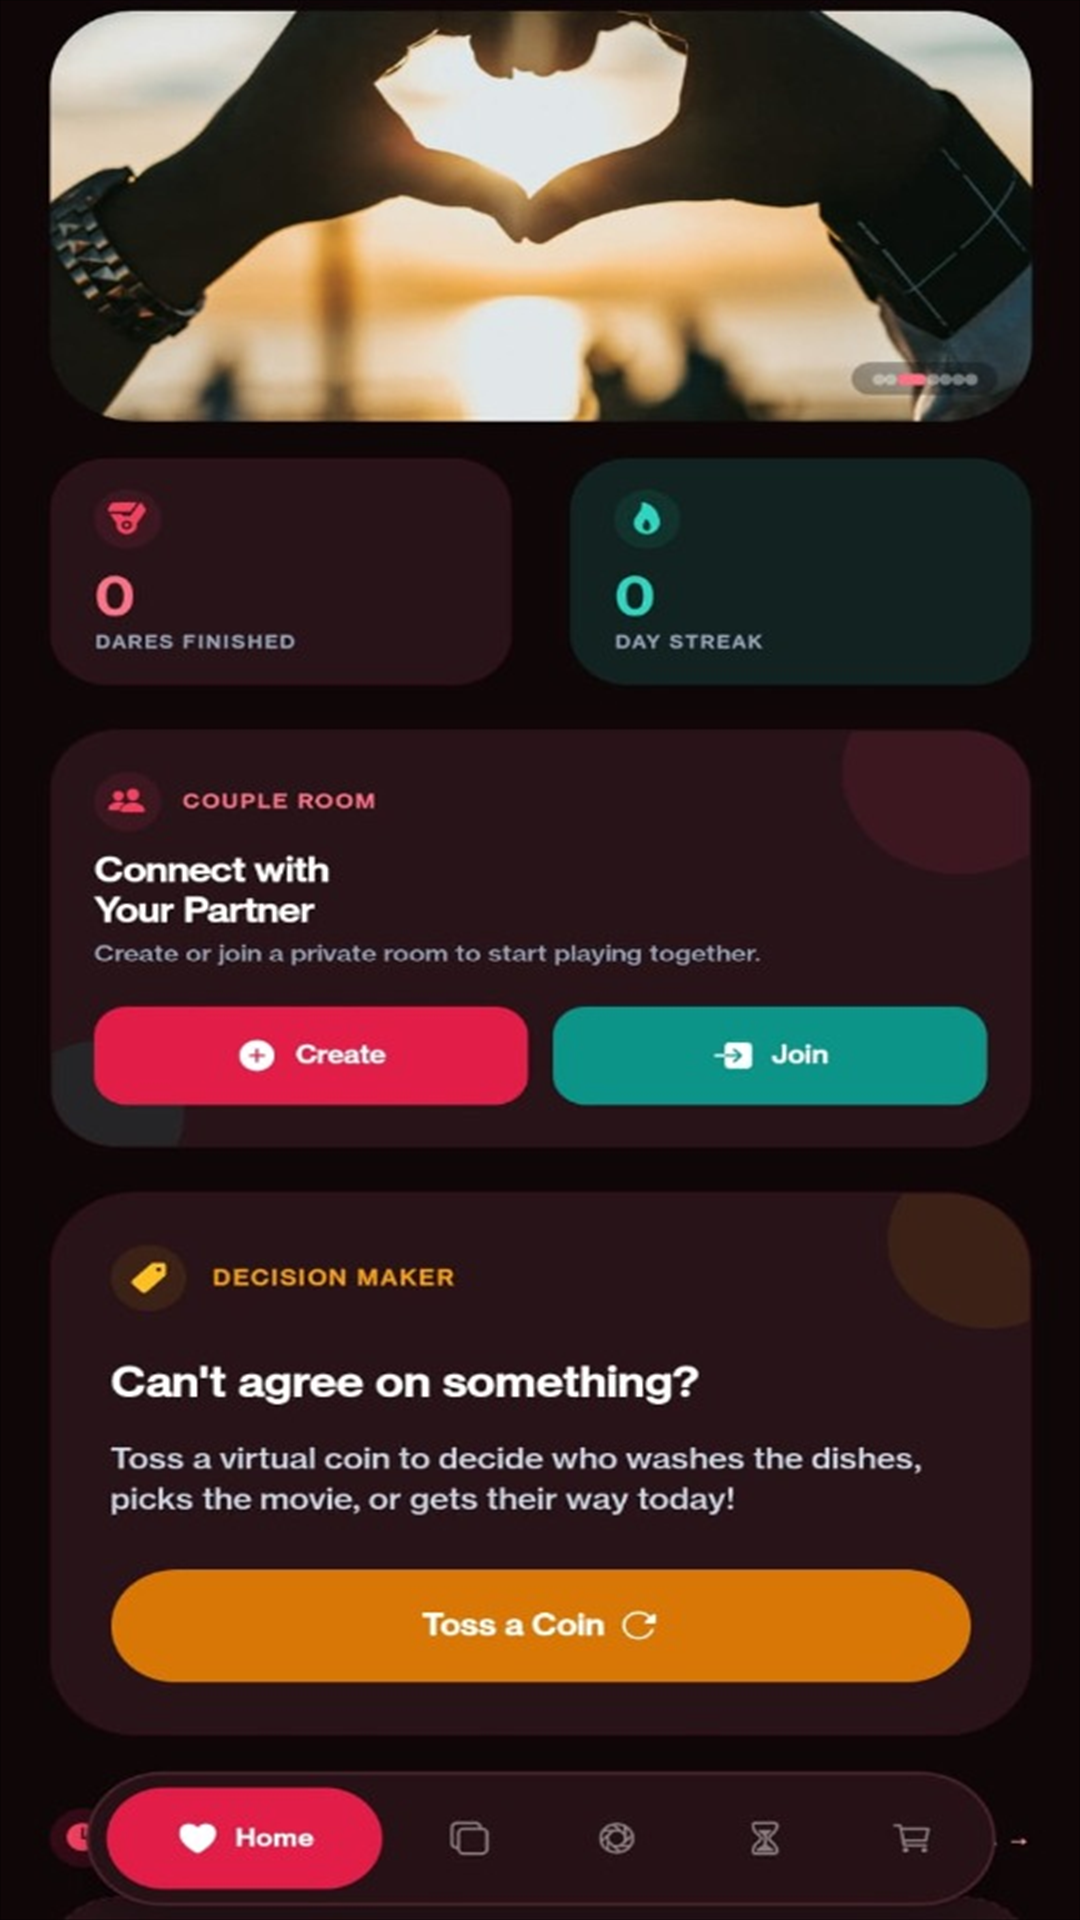 0
DARES FINISHED
0
DAY STREAK
COUPLE ROOM
Connect with
Your Partner
Create or join a private room to start playing together.
Create
Join
DECISION MAKER
Can't agree on something?
Toss a virtual coin to decide who washes the dishes,
picks the movie, or gets their way today!
Toss a Coin
Home
→